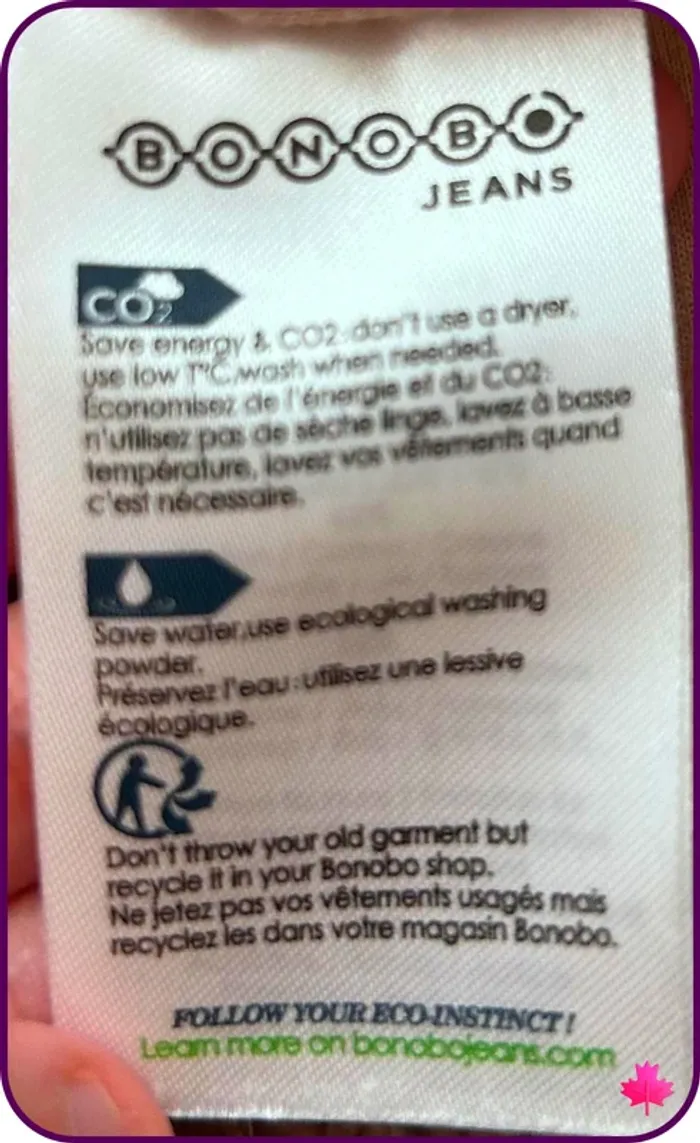 BONOBO
JEANS
CO2
Save energy & CO2:don't use a dryer,
use low T°C,wash when needed.
Économisez de l'énergie et du CO2:
n'utilisez pas de sèche linge, lavez à basse
température, lavez vos vêtements quand
c'est nécessaire.
Save water,use ecological washing
powder.
Préservez l'eau : utilisez une lessive
écologique.
Don't throw your old garment but
recycle it in your Bonobo shop.
Ne jetez pas vos vêtements usagés mais
recyclez les dans votre magasin Bonobo.
FOLLOW YOUR ECO-INSTINCT !
Learn more on bonobojeans.com